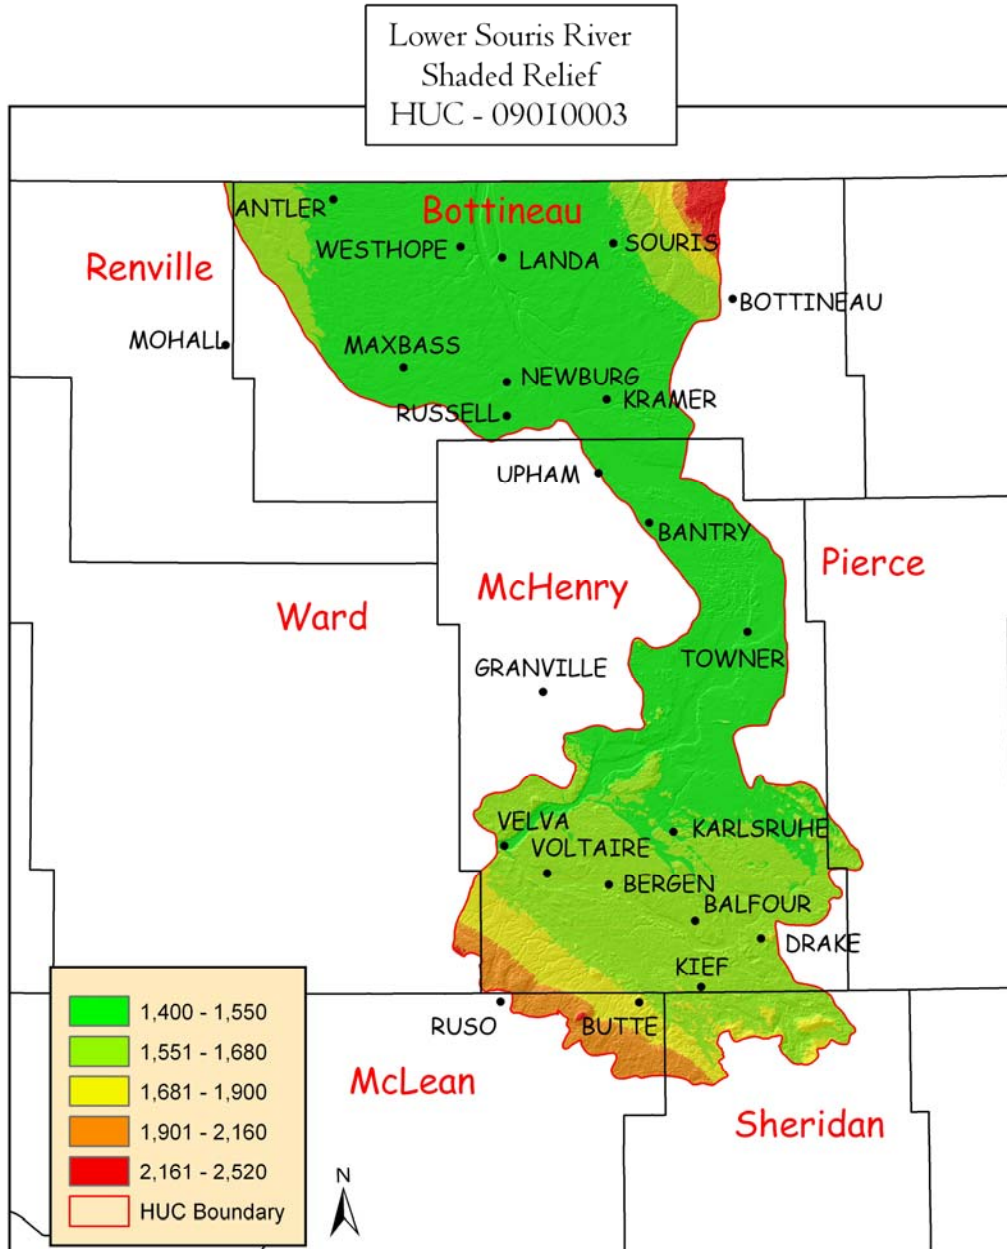 Lower Souris River
Shaded Relief
HUC - 09010003
ANTLER
Bottineau
WESTHOPE
LANDA
SOURIS
Renville
BOTTINEAU
MOHALL
MAXBASS
NEWBURG
KRAMER
RUSSELL
UPHAM
BANTRY
Pierce
McHenry
Ward
TOWNER
GRANVILLE
VELVA
KARLSRUHE
VOLTAIRE
BERGEN
BALFOUR
DRAKE
KIEF
RUSO
BUTTE
McLean
Sheridan
1,400 - 1,550
1,551 - 1,680
1,681 - 1,900
1,901 - 2,160
2,161 - 2,520
HUC Boundary
N